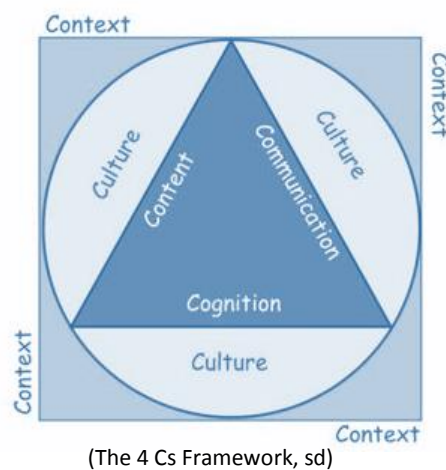 Context
Context
Culture
Culture
Content
Communication
Cognition
Culture
Context
Context
(The 4 Cs Framework, sd)